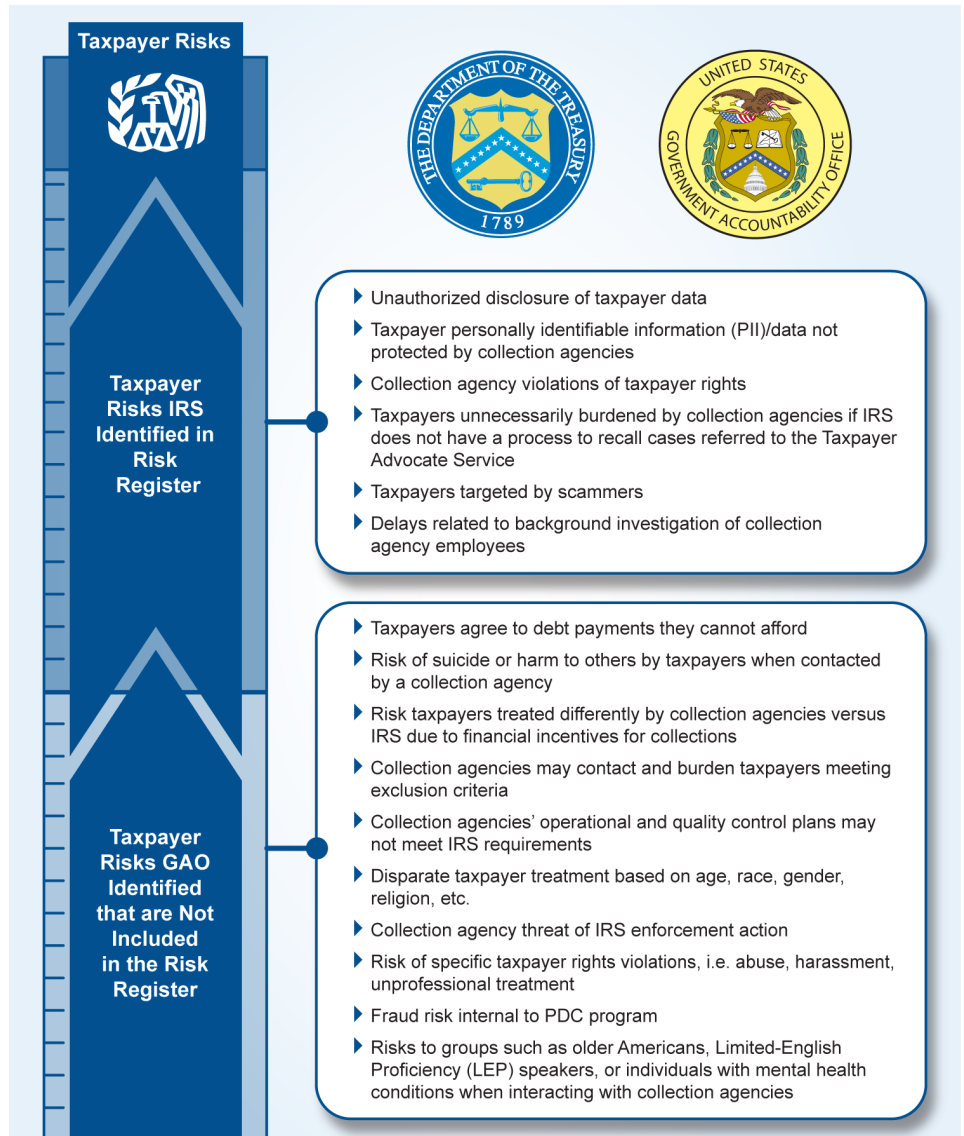 Taxpayer Risks
THE DEPARTMENT OF THE TREASURY
1789
UNITED STATES
GOVERNMENT ACCOUNTABILITY OFFICE
Taxpayer
Risks IRS
Identified in
Risk
Register
Unauthorized disclosure of taxpayer data
Taxpayer personally identifiable information (PII)/data not
protected by collection agencies
Collection agency violations of taxpayer rights
Taxpayers unnecessarily burdened by collection agencies if IRS
does not have a process to recall cases referred to the Taxpayer
Advocate Service
Taxpayers targeted by scammers
Delays related to background investigation of collection
agency employees
Taxpayer
Risks GAO
Identified
that are Not
Included
in the Risk
Register
Taxpayers agree to debt payments they cannot afford
Risk of suicide or harm to others by taxpayers when contacted
by a collection agency
Risk taxpayers treated differently by collection agencies versus
IRS due to financial incentives for collections
Collection agencies may contact and burden taxpayers meeting
exclusion criteria
Collection agencies’ operational and quality control plans may
not meet IRS requirements
Disparate taxpayer treatment based on age, race, gender,
religion, etc.
Collection agency threat of IRS enforcement action
Risk of specific taxpayer rights violations, i.e. abuse, harassment,
unprofessional treatment
Fraud risk internal to PDC program
Risks to groups such as older Americans, Limited-English
Proficiency (LEP) speakers, or individuals with mental health
conditions when interacting with collection agencies